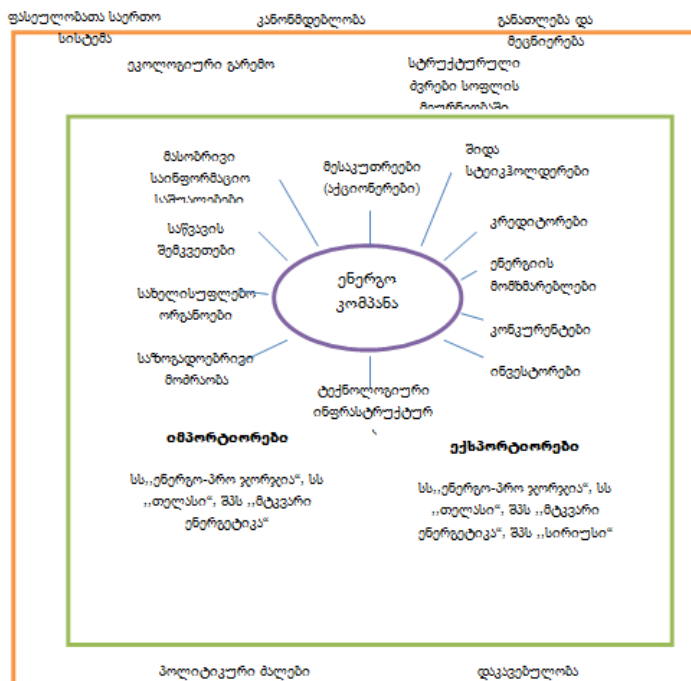 ფასეულობათა საერთო
სისტემა
კანონმდებლობა
განათლება და
მეცნიერება
ეკოლოგიური გარემო
სტრუქტურული
ძვრები სოფლის
მეურნეობაში
მასობრივი
საინფორმაციო
საშუალებები
მესაკუთრეები
(აქციონერები)
შიდა
სტეიკჰოლდერები
საწვავის
შემკვეთები
კრედიტორები
ენერგო
კომპანა
ენერგიის
მომხმარებლები
სახელისუფლებო
ორგანოები
კონკურენტები
საზოგადოებრივი
მოძრაობა
ინვესტორები
ტექნოლოგიური
ინფრასტრუქტურ
იმპორტიორები
სს,,ენერგო-პრო ჯორჯია“, სს
,,თელასი“, შპს ,,მტკვარი
ენერგეტიკა“
ექსპორტიორები
სს,,ენერგო-პრო ჯორჯია“, სს
,,თელასი“, შპს ,,მტკვარი
ენერგეტიკა“, შპს ,,სირიუსი“
პოლიტიკური ძალები
დაკავებულობა